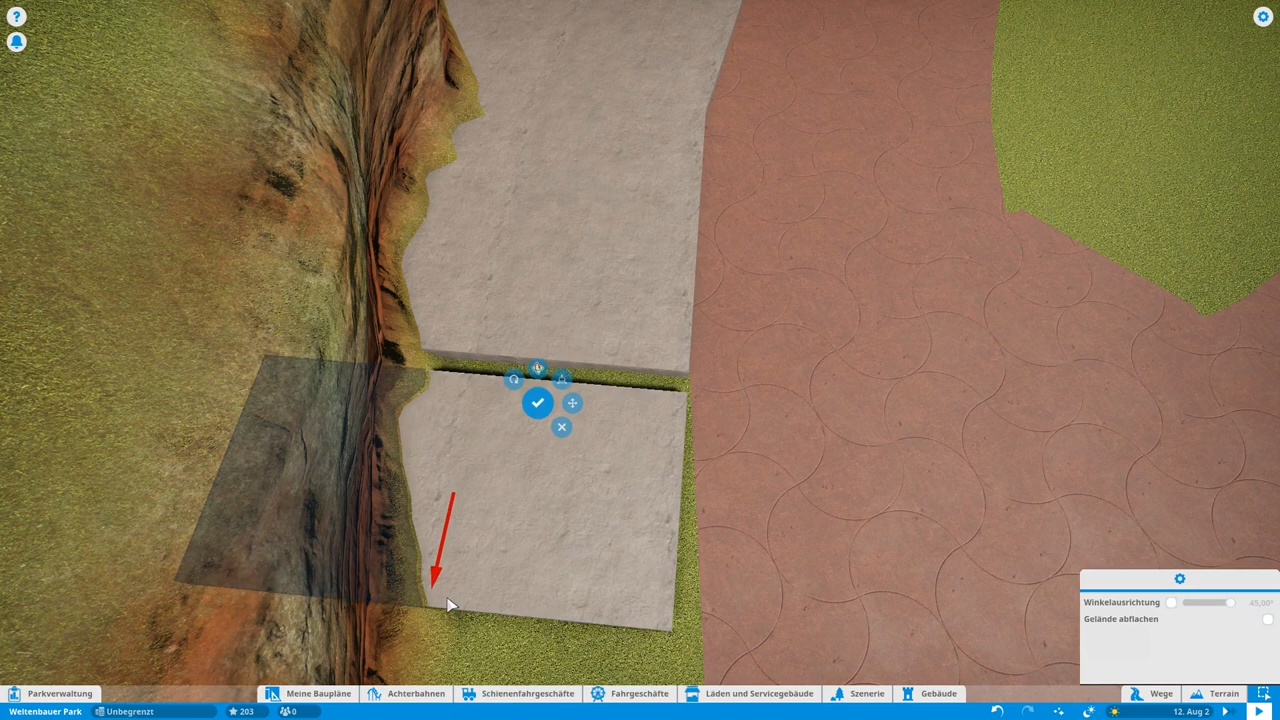 ?
Winkelausrichtung 45,00°
Gelände abflachen
Parkverwaltung Meine Baupläne Achterbahnen Schienenfahrgeschäfte Fahrgeschäfte Läden und Servicegebäude Szenerie Gebäude Wege Terrain
Weltenbauer Park Unbegrenzt 203 0 12. Aug 2